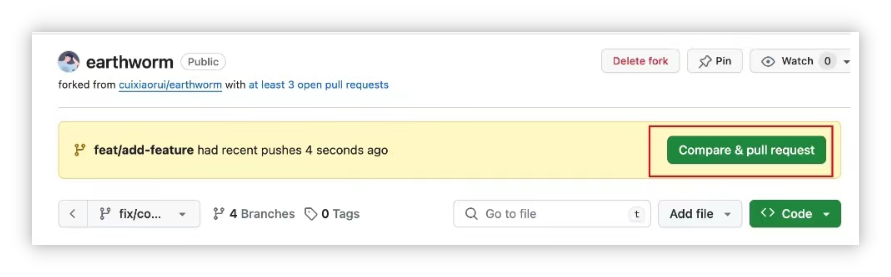 earthworm Public Delete fork Pin Watch 0
forked from cuixiaorui/earthworm with at least 3 open pull requests
feat/add-feature had recent pushes 4 seconds ago Compare & pull request
fix/co... 4 Branches 0 Tags Go to file t Add file <> Code